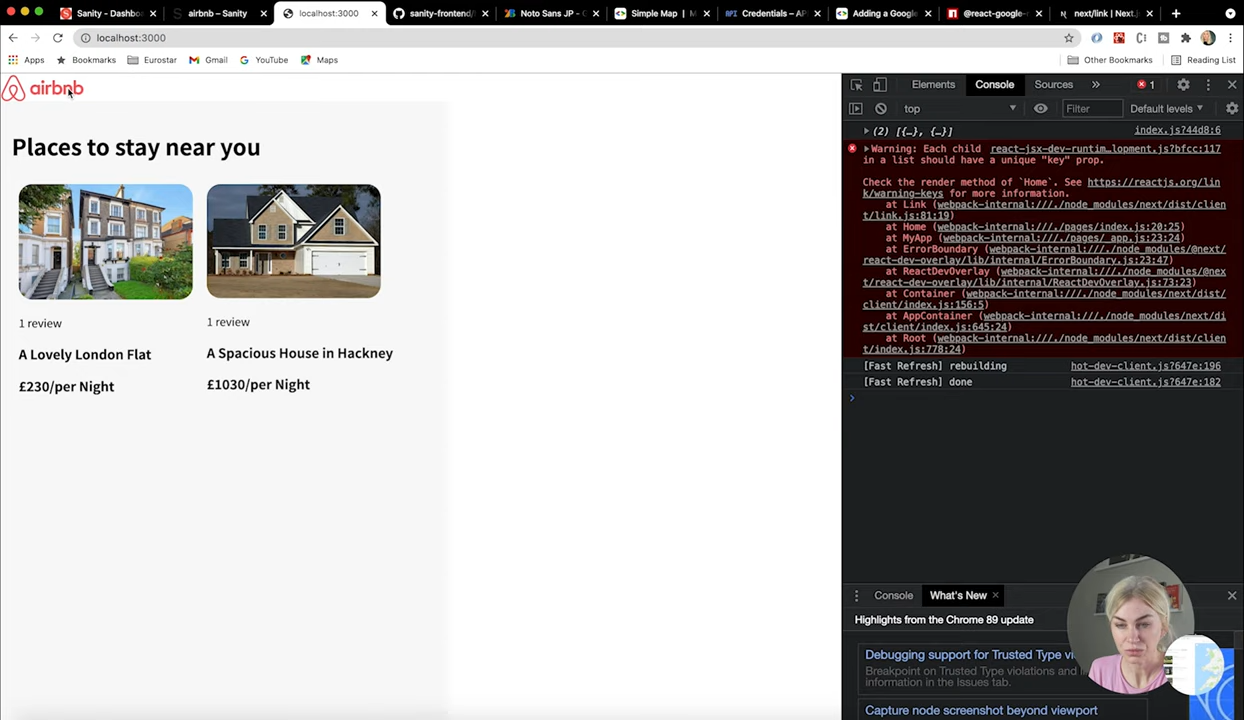 Sanity - Dashbo
airbnb – Sanity
localhost:3000
sanity-frontend/
Noto Sans JP - G
Simple Map | M
Credentials – API
Adding a Google
@react-google-
next/link | Next.j
localhost:3000
Apps
Bookmarks
Eurostar
Gmail
YouTube
Maps
Other Bookmarks
Reading List
airbnb
Places to stay near you
1 review
A Lovely London Flat
£230/per Night
1 review
A Spacious House in Hackney
£1030/per Night
Elements
Console
Sources
1
top
Filter
Default levels
(2) [{…}, {…}]
index.js?44d8:6
Warning: Each child react-jsx-dev-runtim…lopment.js?bfcc:117
in a list should have a unique "key" prop.
Check the render method of `Home`. See https://reactjs.org/lin
k/warning-keys for more information.
at Link (webpack-internal:///./node_modules/next/dist/clien
t/link.js:81:19)
at Home (webpack-internal:///./pages/index.js:20:25)
at MyApp (webpack-internal:///./pages/_app.js:23:24)
at ErrorBoundary (webpack-internal:///./node_modules/@next/
react-dev-overlay/lib/internal/ErrorBoundary.js:23:47)
at ReactDevOverlay (webpack-internal:///./node_modules/@nex
t/react-dev-overlay/lib/internal/ReactDevOverlay.js:73:23)
at Container (webpack-internal:///./node_modules/next/dist/
client/index.js:156:5)
at AppContainer (webpack-internal:///./node_modules/next/di
st/client/index.js:645:24)
at Root (webpack-internal:///./node_modules/next/dist/clien
t/index.js:778:24)
[Fast Refresh] rebuilding
hot-dev-client.js?647e:196
[Fast Refresh] done
hot-dev-client.js?647e:182
Console
What's New
Highlights from the Chrome 89 update
Debugging support for Trusted Type vi
Breakpoint on Trusted Type violations and li
information in the Issues tab.
Capture node screenshot beyond viewport